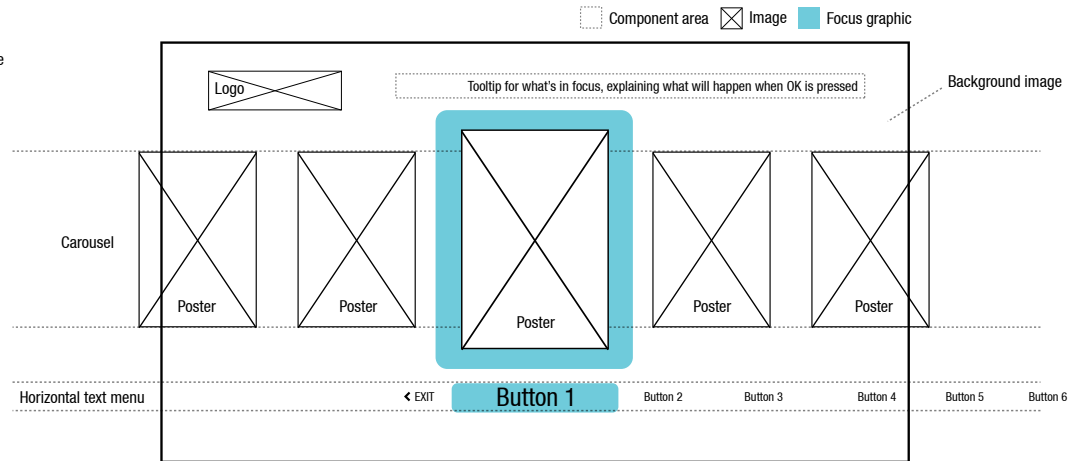 Component area
Image
Focus graphic
e
Logo
Tooltip for what's in focus, explaining what will happen when OK is pressed
Background image
Carousel
Poster
Poster
Poster
Poster
Poster
Horizontal text menu
EXIT
Button 1
Button 2
Button 3
Button 4
Button 5
Button 6